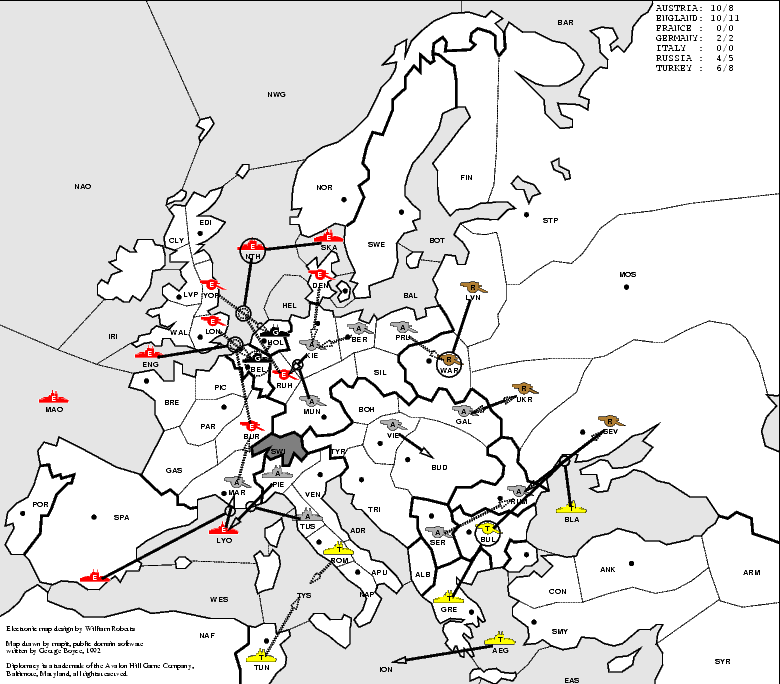 AUSTRIA: 10/8
ENGLAND: 10/11
FRANCE : 0/0
GERMANY: 2/2
ITALY : 0/0
RUSSIA : 4/5
TURKEY : 6/8
BAR
NWG
NAO
NOR
FIN
STP
EDI
CLY
SWE
BOT
MOS
E
NTH
E
SKA
E
DEN
R
LVN
E
YOR
LVP
HEL
BAL
E
LON
WAL
IRI
G
HOL
A
KIE
A
BER
A
PRU
E
ENG
G
BEL
E
RUH
R
WAR
SIL
PIC
E
MAO
BRE
A
MUN
BOH
A
GAL
R
UKR
PAR
E
BUR
A
VIE
R
SEV
SWI
TYR
BUD
GAS
A
PIE
A
MAR
VEN
A
RUM
POR
SPA
A
TUS
TRI
T
BLA
E
LYO
ADR
A
SER
T
BUL
T
ROM
APU
ALB
ANK
ARM
E
WES
TYS
NAP
T
GRE
CON
NAF
T
TUN
T
AEG
SMY
ION
EAS
SYR
Electronic map design by William Roberts
Map drawn by mapit, public domain software
written by George Boyce, 1992
Diplomacy is a trademark of the Avalon Hill Game Company,
Baltimore, Maryland, all rights reserved.